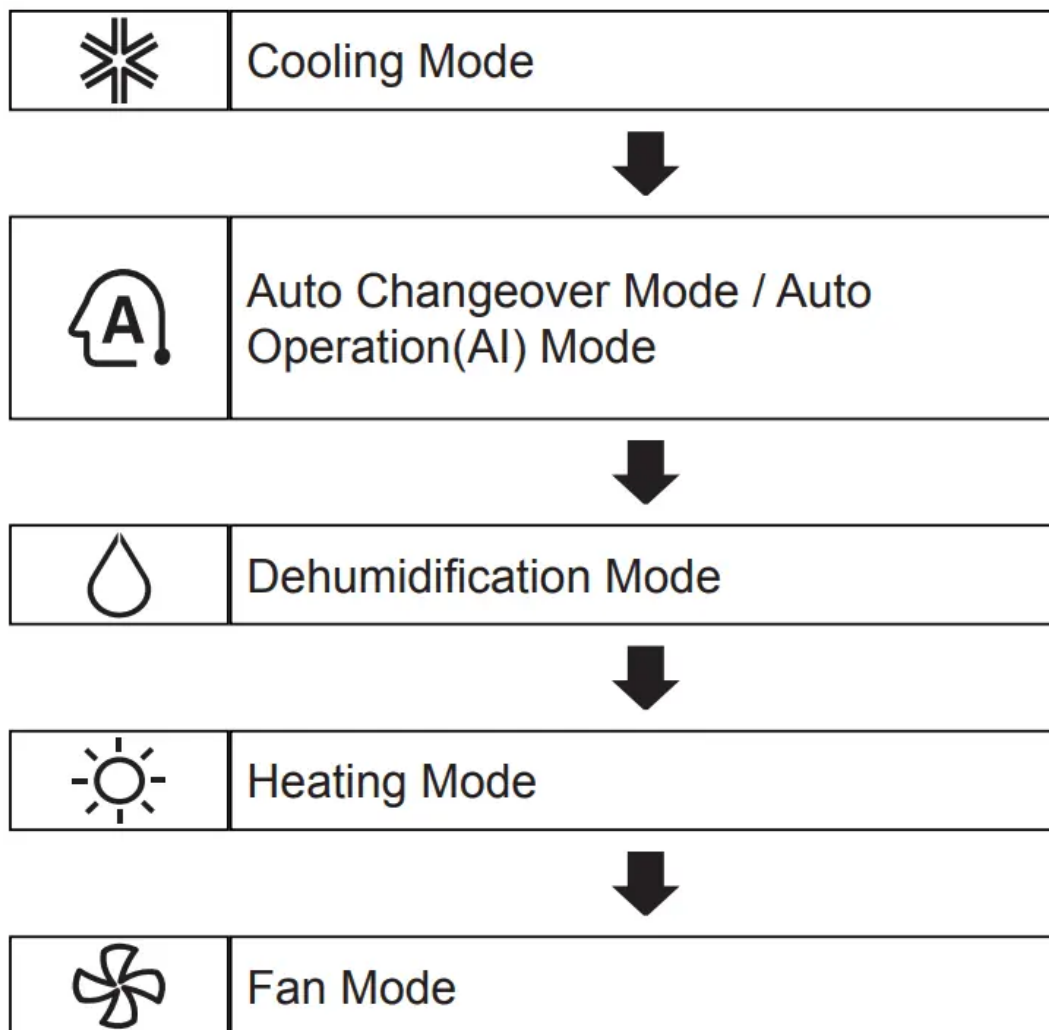 Cooling Mode
A
Auto Changeover Mode / Auto
Operation(AI) Mode
Dehumidification Mode
Heating Mode
Fan Mode